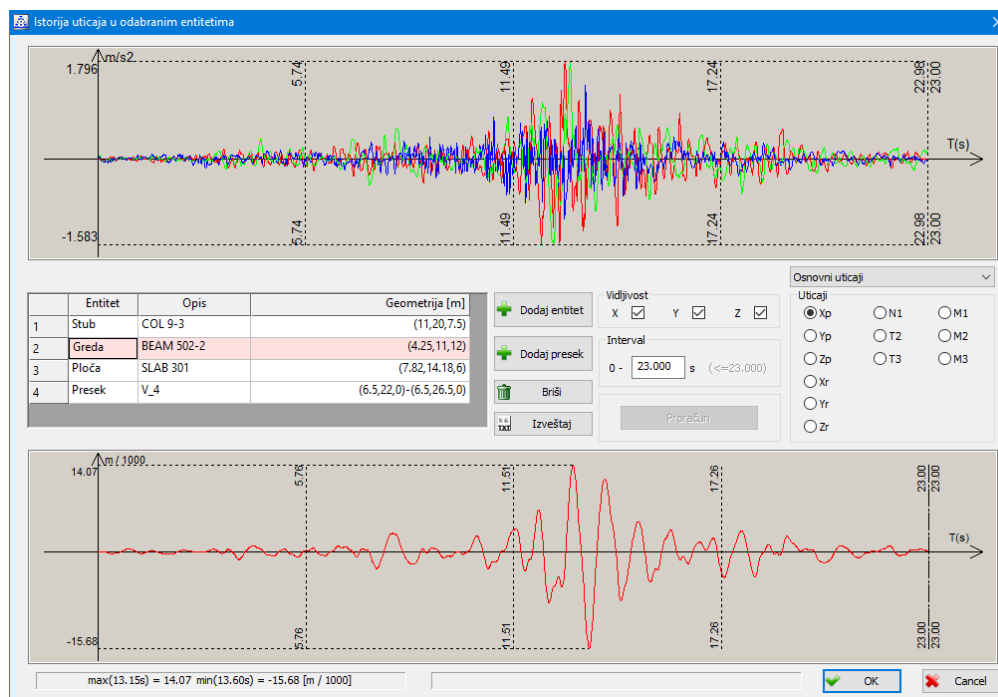 Istorija uticaja u odabranim entitetima
m/s2
1.796
5.74
11.49
17.24
22.98
23.00
T(s)
-1.583
5.74
11.49
17.24
22.98
23.00
Osnovni uticaji
Entitet Opis Geometrija [m]
1 Stub COL 9-3 (11,20,7.5)
2 Greda BEAM 502-2 (4.25,11,12)
3 Ploča SLAB 301 (7.82,14.18,6)
4 Presek V_4 (6.5,22,0)-(6.5,26.5,0)
Dodaj entitet
Dodaj presek
Briši
TXT Izveštaj
Vidljivost
X Y Z
Interval
0 - 23.000 s (<=23.000)
Proračun
Uticaji
Xp N1 M1
Yp T2 M2
Zp T3 M3
Xr
Yr
Zr
m / 1000
14.07
5.76
11.51
17.26
23.00
23.00
T(s)
-15.68
5.76
11.51
17.26
23.00
23.00
max(13.15s) = 14.07 min(13.60s) = -15.68 [m / 1000]
OK
Cancel